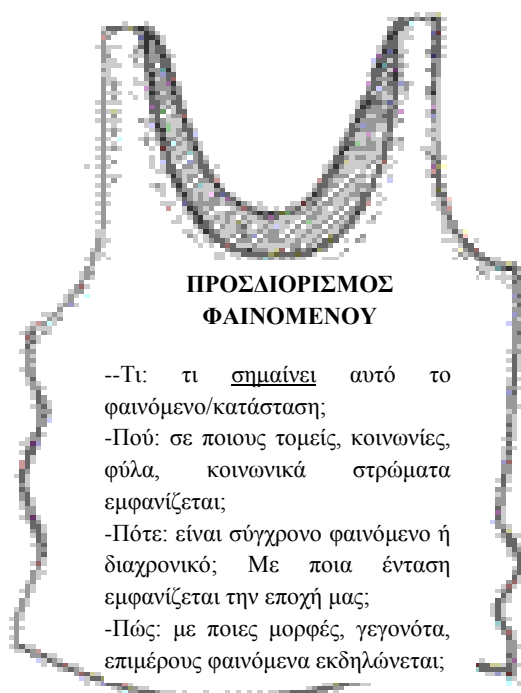 ΠΡΟΣΔΙΟΡΙΣΜΟΣ
ΦΑΙΝΟΜΕΝΟΥ
--Τι: τι σημαίνει αυτό το
φαινόμενο/κατάσταση;
-Πού: σε ποιους τομείς, κοινωνίες,
φύλα, κοινωνικά στρώματα
εμφανίζεται;
-Πότε: είναι σύγχρονο φαινόμενο ή
διαχρονικό; Με ποια ένταση
εμφανίζεται την εποχή μας;
-Πώς: με ποιες μορφές, γεγονότα,
επιμέρους φαινόμενα εκδηλώνεται;